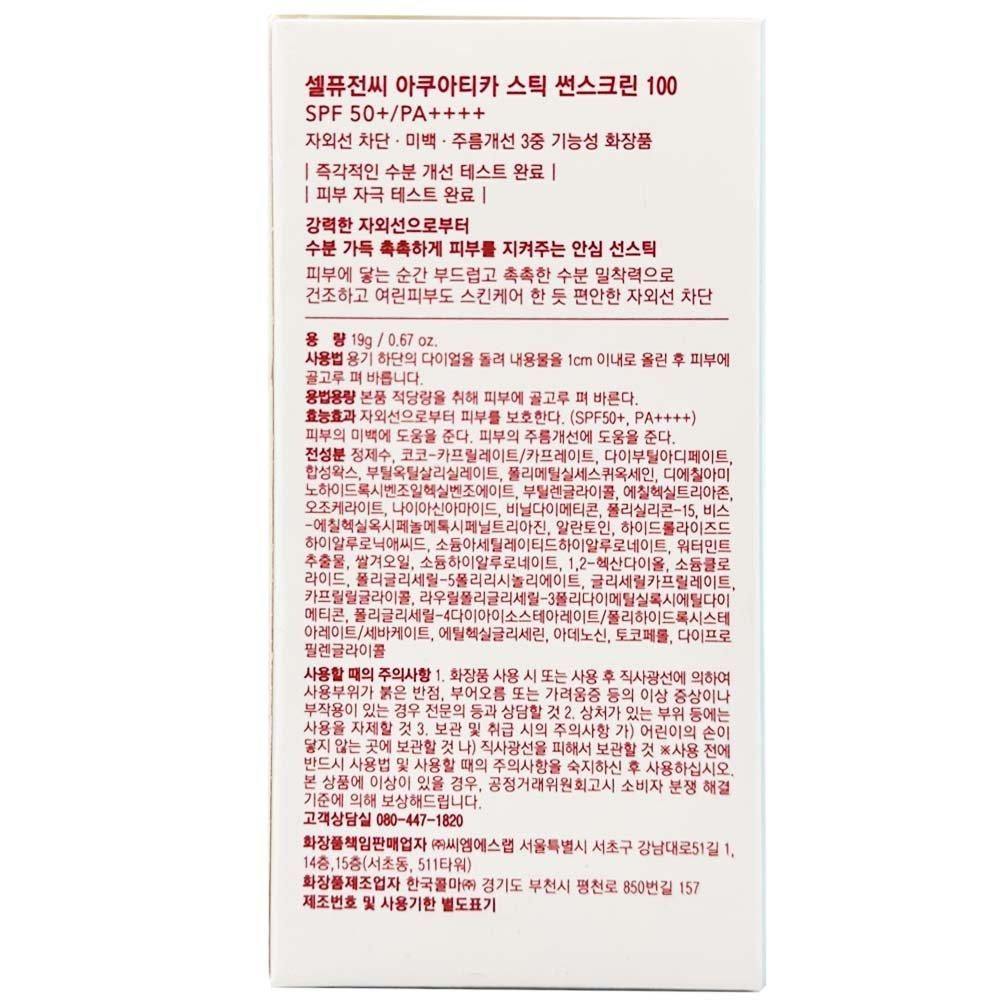 셀퓨전씨 아쿠아티카 스틱 썬스크린 100
SPF 50+/PA++++
자외선 차단 · 미백 · 주름개선 3중 기능성 화장품
| 즉각적인 수분 개선 테스트 완료 |
| 피부 자극 테스트 완료 |
강력한 자외선으로부터
수분 가득 촉촉하게 피부를 지켜주는 안심 선스틱
피부에 닿는 순간 부드럽고 촉촉한 수분 밀착력으로
건조하고 여린피부도 스킨케어 한 듯 편안한 자외선 차단
용 량 19g / 0.67 oz.
사용법 용기 하단의 다이얼을 돌려 내용물을 1cm 이내로 올린 후 피부에
골고루 펴 바릅니다.
용법용량 본품 적당량을 취해 피부에 골고루 펴 바른다.
효능효과 자외선으로부터 피부를 보호한다. (SPF50+, PA++++)
피부의 미백에 도움을 준다. 피부의 주름개선에 도움을 준다.
전성분 정제수, 코코-카프릴레이트/카프레이트, 다이부틸아디페이트,
합성왁스, 부틸옥틸살리실레이트, 폴리메틸실세스퀴옥세인, 디에칠아미
노하이드록시벤조일헥실벤조에이트, 부틸렌글라이콜, 에칠헥실트리아존,
오조케라이트, 나이아신아마이드, 비닐다이메티콘, 폴리실리콘-15, 비스
-에칠헥실옥시페놀메톡시페닐트리아진, 알란토인, 하이드롤라이즈드
하이알루로닉애씨드, 소듐아세틸레이티드하이알루로네이트, 워터민트
추출물, 쌀겨오일, 소듐하이알루로네이트, 1,2-헥산다이올, 소듐클로
라이드, 폴리글리세릴-5폴리리시놀리에이트, 글리세릴카프릴레이트,
카프릴릴글라이콜, 라우릴폴리글리세릴-3폴리다이메틸실록시에틸다이
메티콘, 폴리글리세릴-4다이아이소스테아레이트/폴리하이드록시스테
아레이트/세바케이트, 에틸헥실글리세린, 아데노신, 토코페롤, 다이프로
필렌글라이콜
사용할 때의 주의사항 1. 화장품 사용 시 또는 사용 후 직사광선에 의하여
사용부위가 붉은 반점, 부어오름 또는 가려움증 등의 이상 증상이나
부작용이 있는 경우 전문의 등과 상담할 것 2. 상처가 있는 부위 등에는
사용을 자제할 것 3. 보관 및 취급 시의 주의사항 가) 어린이의 손이
닿지 않는 곳에 보관할 것 나) 직사광선을 피해서 보관할 것 ※사용 전에
반드시 사용법 및 사용할 때의 주의사항을 숙지하신 후 사용하십시오.
본 상품에 이상이 있을 경우, 공정거래위원회고시 소비자 분쟁 해결
기준에 의해 보상해드립니다.
고객상담실 080-447-1820
화장품책임판매업자 ㈜씨엠에스랩 서울특별시 서초구 강남대로51길 1,
14층,15층(서초동, 511타워)
화장품제조업자 한국콜마㈜ 경기도 부천시 평천로 850번길 157
제조번호 및 사용기한 별도표기